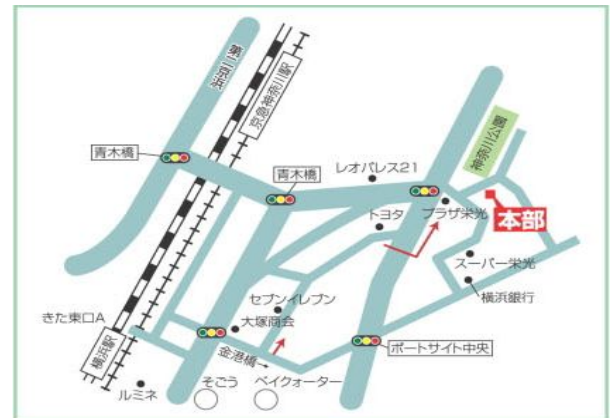 第二京浜
京急神奈川駅
神奈川公園
青木橋
青木橋
レオパレス21
トヨタ
プラザ栄光
本部
スーパー栄光
横浜銀行
セブンイレブン
大塚商会
きた東口A
金港橋
ポートサイト中央
横浜駅
ルミネ
そごう
ベイクォーター